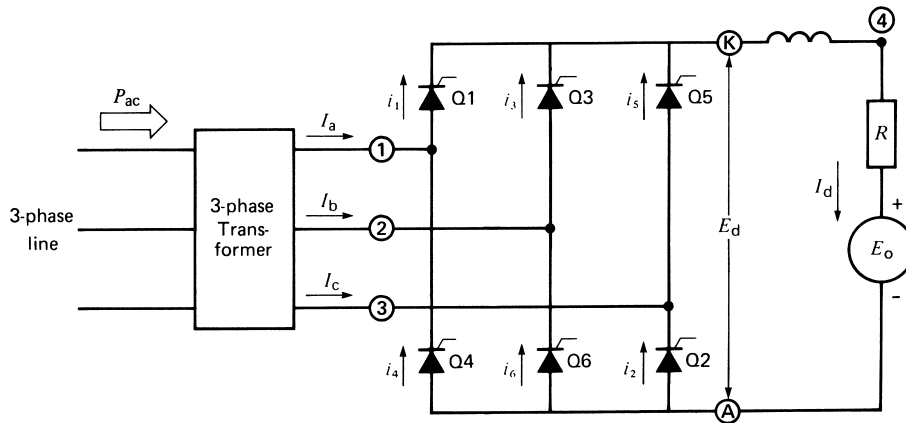 4
K
P_ac
i_1
Q1
i_3
Q3
i_5
Q5
R
I_a
1
3-phase
line
3-phase
Trans-
former
I_b
2
E_d
I_d
+
E_o
-
I_c
3
i_4
Q4
i_6
Q6
i_2
Q2
A